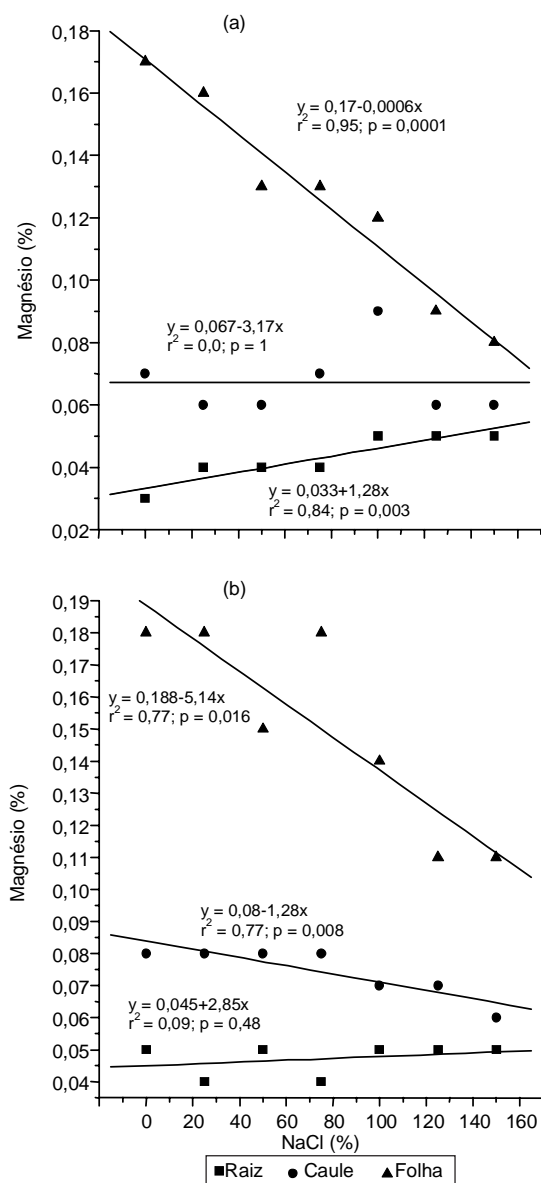 (a)
0,18
0,16
0,14
0,12
0,10
0,08
0,06
0,04
0,02
Magnésio (%)
y = 0,17-0,0006x
r2 = 0,95; p = 0,0001
y = 0,067-3,17x
r2 = 0,0; p = 1
y = 0,033+1,28x
r2 = 0,84; p = 0,003
(b)
0,19
0,18
0,17
0,16
0,15
0,14
0,13
0,12
0,11
0,10
0,09
0,08
0,07
0,06
0,05
0,04
Magnésio (%)
y = 0,188-5,14x
r2 = 0,77; p = 0,016
y = 0,08-1,28x
r2 = 0,77; p = 0,008
y = 0,045+2,85x
r2 = 0,09; p = 0,48
0 20 40 60 80 100 120 140 160
NaCl (%)
Raiz Caule Folha